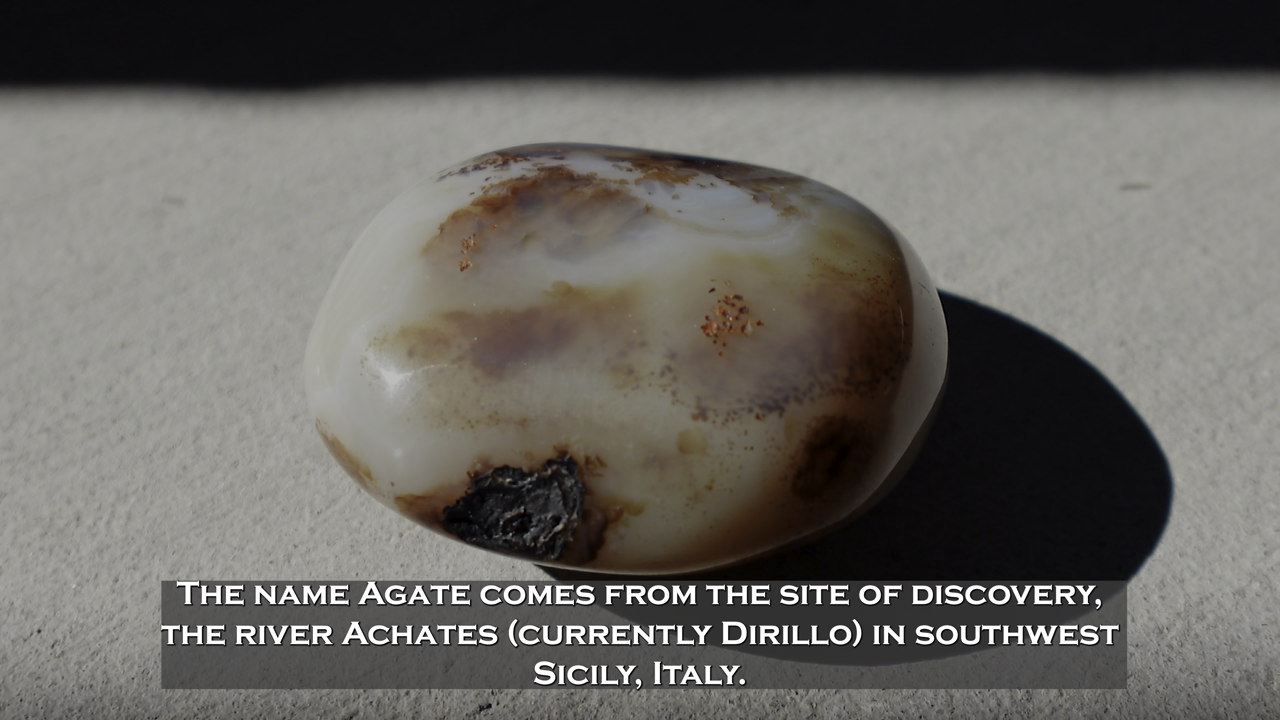 The name Agate comes from the site of discovery,
the river Achates (currently Dirillo) in southwest
Sicily, Italy.